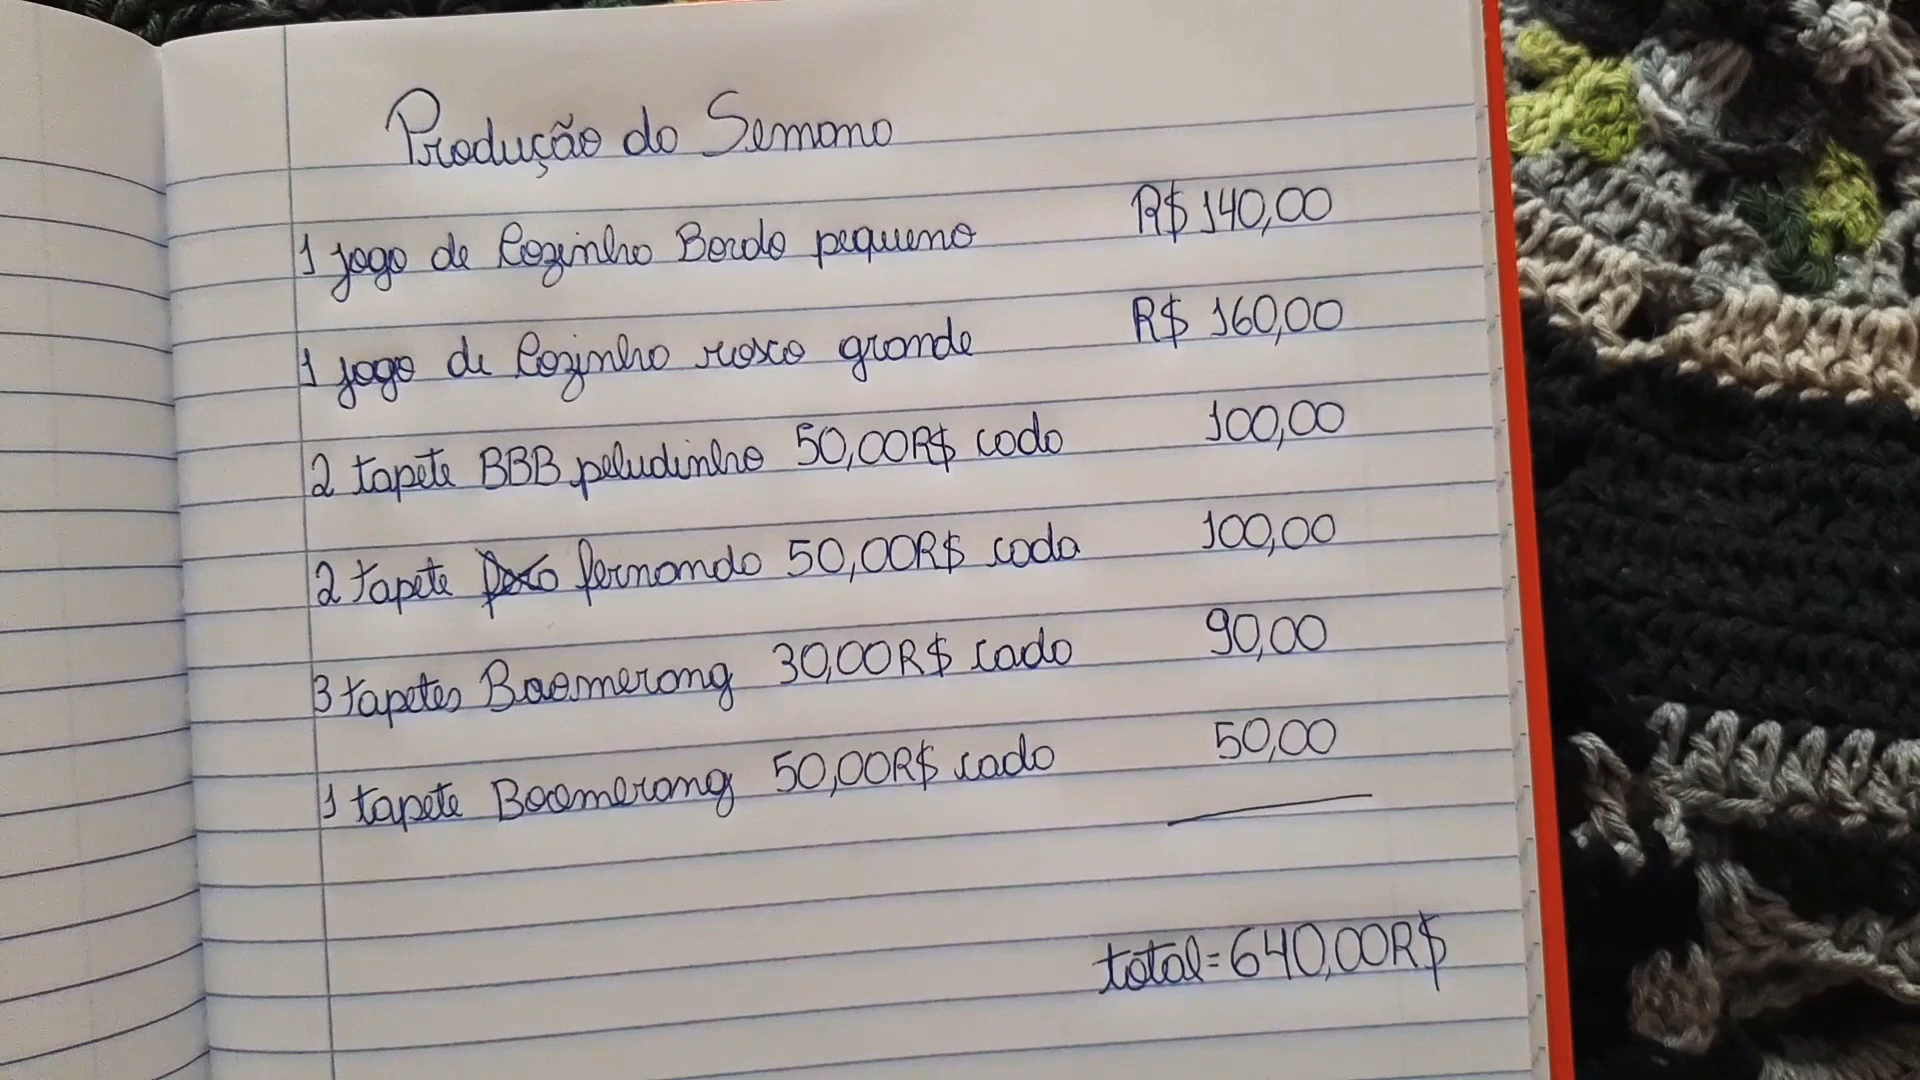 Produção da Semana
1 jogo de Cozinha Bordo pequeno R$ 140,00
1 jogo de Cozinha roxo grande R$ 160,00
2 tapete BBB peludinho 50,00R$ cada 100,00
2 tapete fernando 50,00R$ cada 100,00
3 tapetes Boomerang 30,00R$ cada 90,00
1 tapete Boomerang 50,00R$ cada 50,00
total=640,00R$